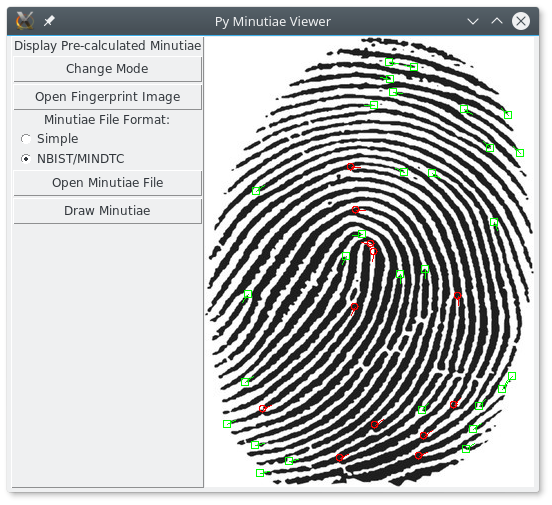 Py Minutiae Viewer
Display Pre-calculated Minutiae
Change Mode
Open Fingerprint Image
Minutiae File Format:
Simple
NBIST/MINDTC
Open Minutiae File
Draw Minutiae